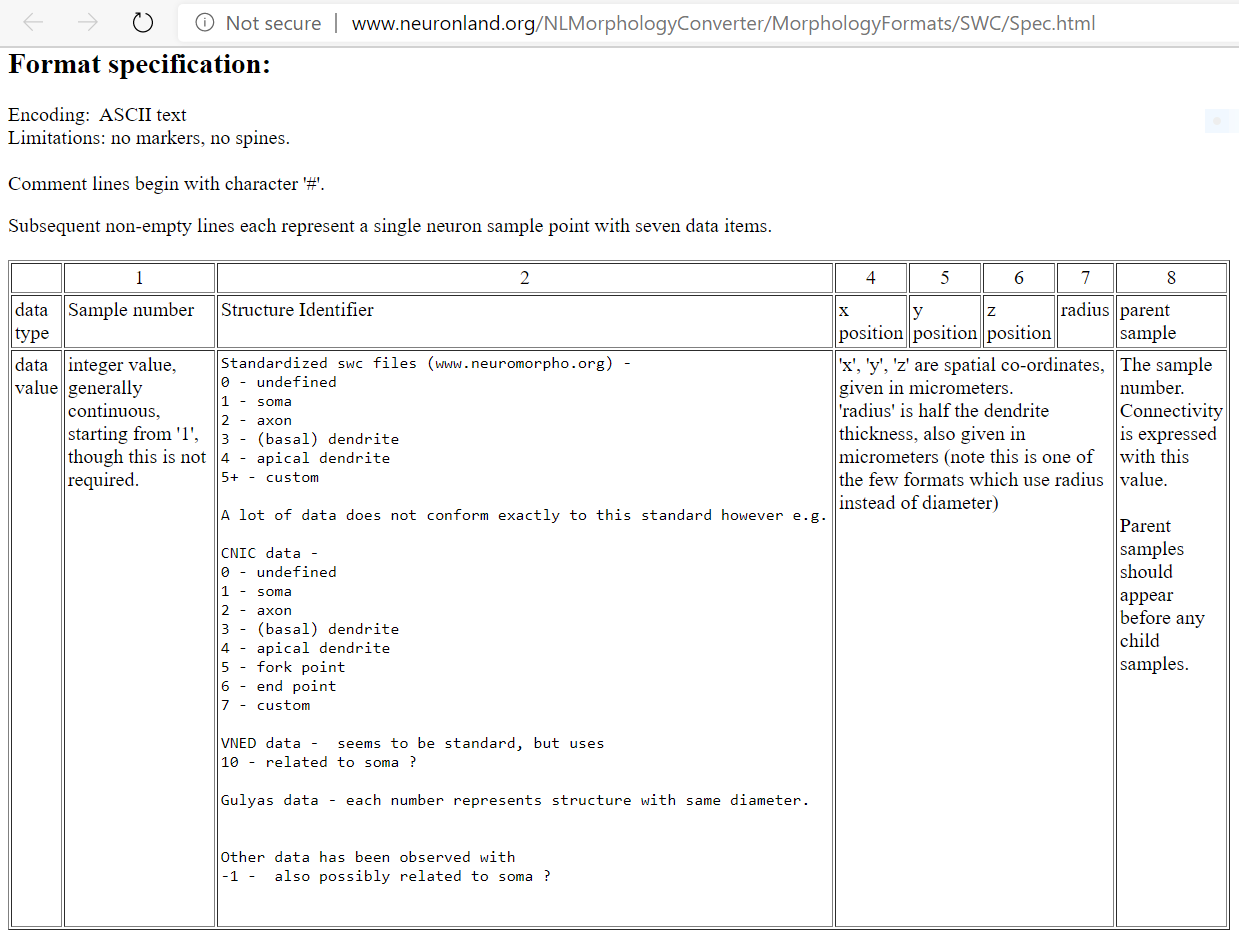 Not secure | www.neuronland.org/NLMorphologyConverter/MorphologyFormats/SWC/Spec.html
Format specification:
Encoding:  ASCII text
Limitations: no markers, no spines.
Comment lines begin with character '#'.
Subsequent non-empty lines each represent a single neuron sample point with seven data items.
1 2 4 5 6 7 8
data type
Sample number
Structure Identifier
x position
y position
z position
radius
parent sample
data value
integer value,
generally
continuous,
starting from '1',
though this is not
required.
Standardized swc files (www.neuromorpho.org) -
0 - undefined
1 - soma
2 - axon
3 - (basal) dendrite
4 - apical dendrite
5+ - custom
A lot of data does not conform exactly to this standard however e.g.
CNIC data -
0 - undefined
1 - soma
2 - axon
3 - (basal) dendrite
4 - apical dendrite
5 - fork point
6 - end point
7 - custom
VNED data -  seems to be standard, but uses
10 - related to soma ?
Gulyas data - each number represents structure with same diameter.
Other data has been observed with
-1 -  also possibly related to soma ?
'x', 'y', 'z' are spatial co-ordinates,
given in micrometers.
'radius' is half the dendrite
thickness, also given in
micrometers (note this is one of
the few formats which use radius
instead of diameter)
The sample
number.
Connectivity
is expressed
with this
value.
Parent
samples
should
appear
before any
child
samples.